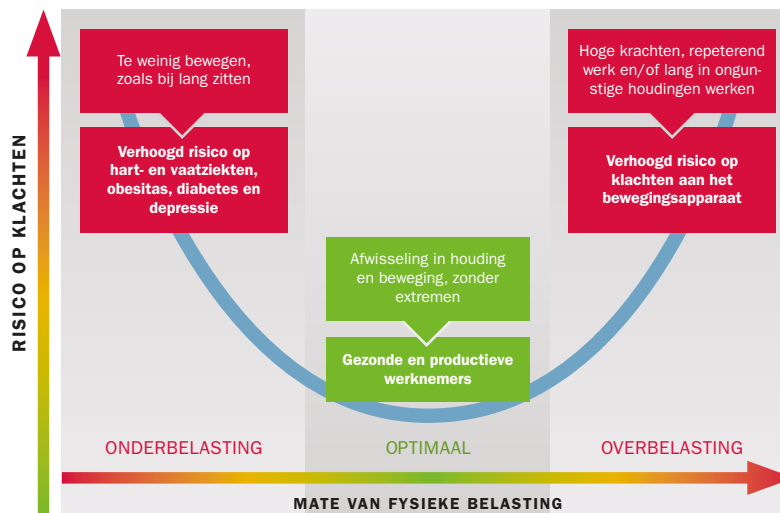 RISICO OP KLACHTEN
Te weinig bewegen,
zoals bij lang zitten
Verhoogd risico op
hart- en vaatziekten,
obesitas, diabetes en
depressie
Afwisseling in houding
en beweging, zonder
extremen
Gezonde en productieve
werknemers
Hoge krachten, repeterend
werk en/of lang in ongun-
stige houdingen werken
Verhoogd risico op
klachten aan het
bewegingsapparaat
ONDERBELASTING
OPTIMAAL
OVERBELASTING
MATE VAN FYSIEKE BELASTING